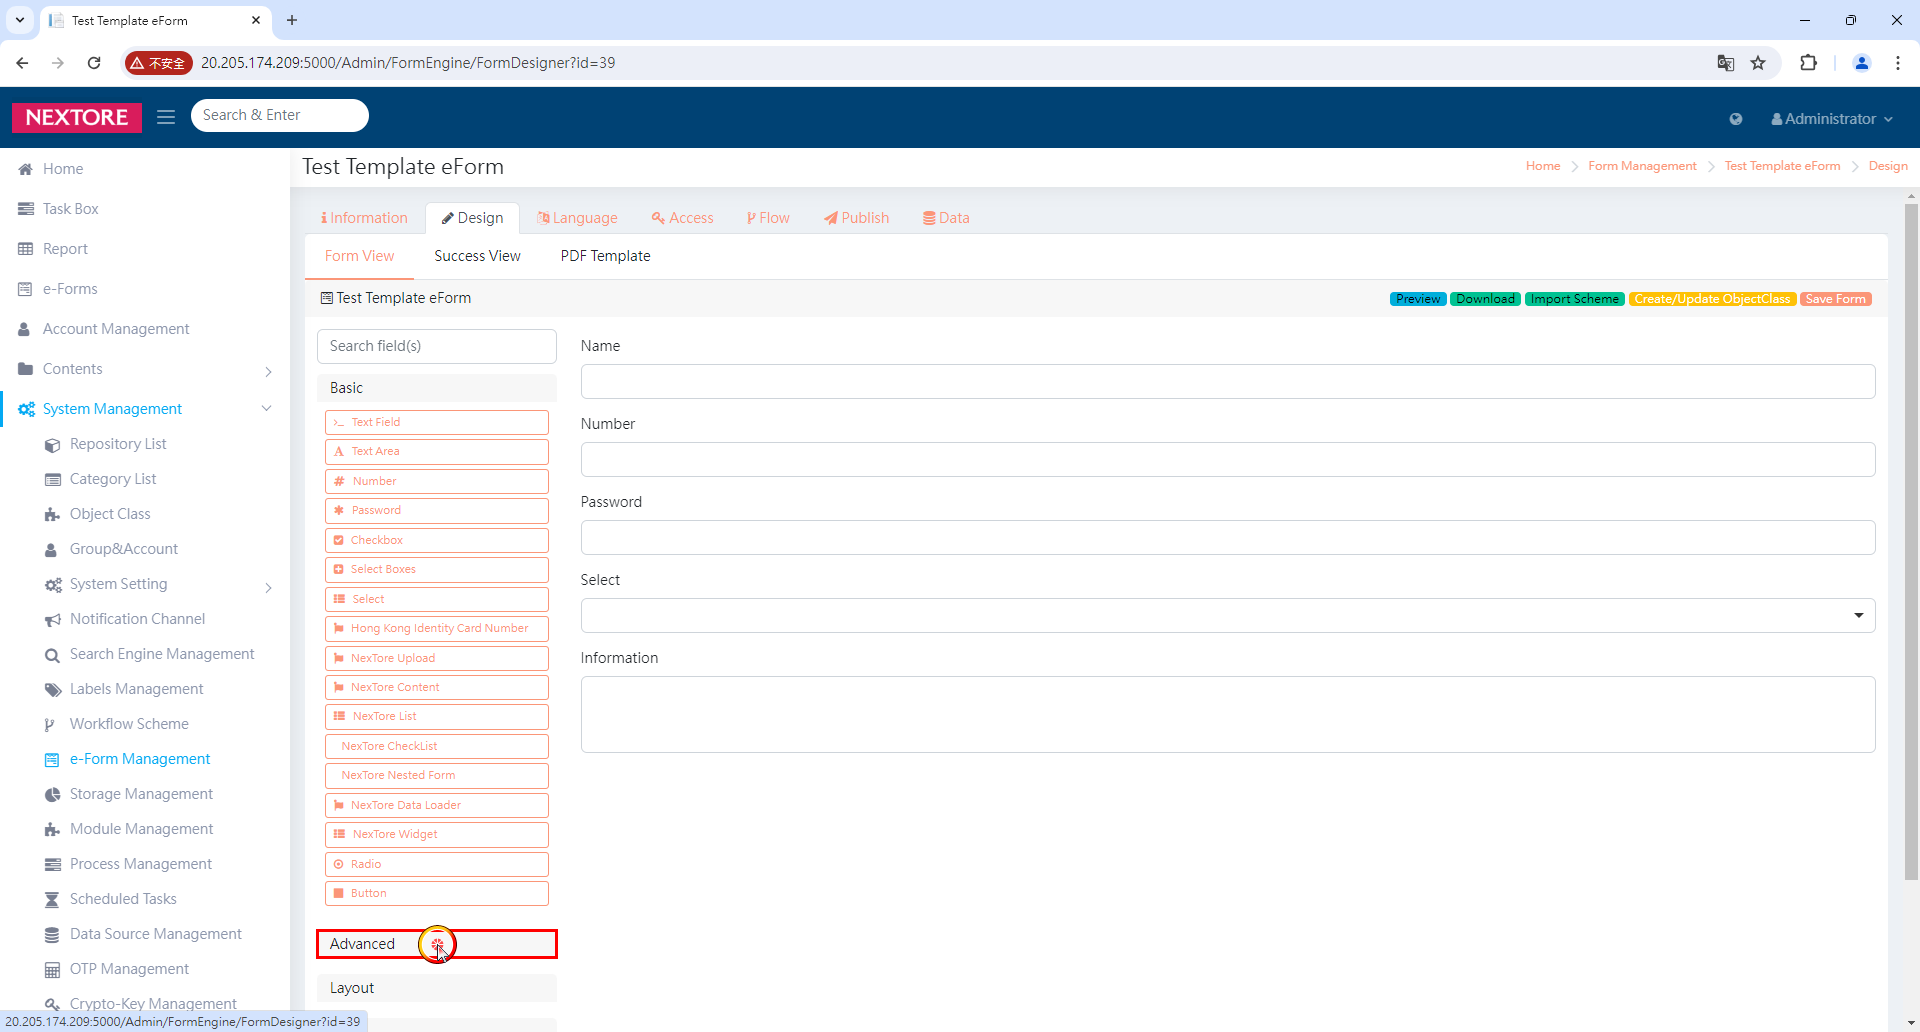 Test Template eForm
不安全
20.205.174.209:5000/Admin/FormEngine/FormDesigner?id=39
NEXTORE
Search & Enter
Administrator
Home
Task Box
Report
e-Forms
Account Management
Contents
System Management
Repository List
Category List
Object Class
Group&Account
System Setting
Notification Channel
Search Engine Management
Labels Management
Workflow Scheme
e-Form Management
Storage Management
Module Management
Process Management
Scheduled Tasks
Data Source Management
OTP Management
Crypto-Key Management
20.205.174.209:5000/Admin/FormEngine/FormDesigner?id=39
Test Template eForm
Home > Form Management > Test Template eForm > Design
Information Design Language Access Flow Publish Data
Form View Success View PDF Template
Test Template eForm
Preview Download Import Scheme Create/Update ObjectClass Save Form
Search field(s)
Basic
Text Field
Text Area
Number
Password
Checkbox
Select Boxes
Select
Hong Kong Identity Card Number
NexTore Upload
NexTore Content
NexTore List
NexTore CheckList
NexTore Nested Form
NexTore Data Loader
NexTore Widget
Radio
Button
Advanced
Layout
Name
Number
Password
Select
Information